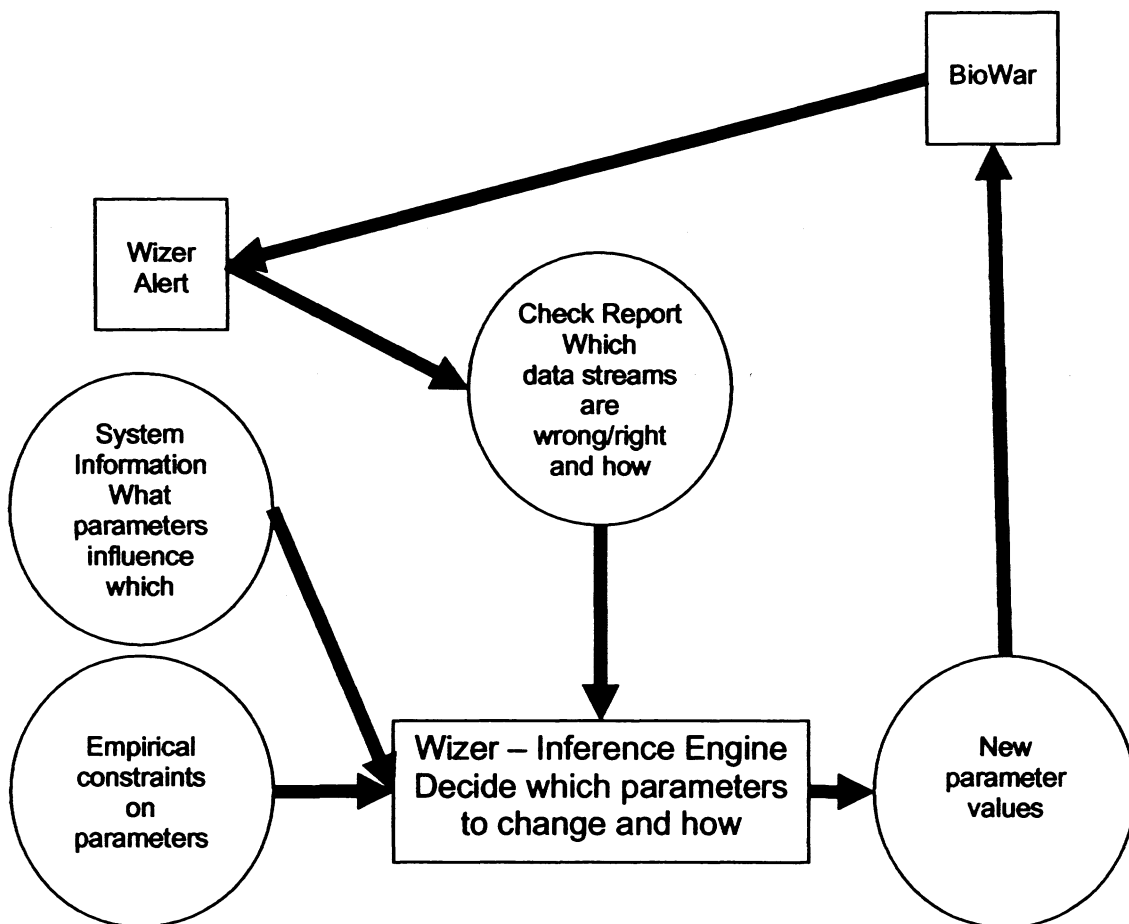 BioWar
Wizer
Alert
Check Report
Which
data streams
are
wrong/right
and how
System
Information
What
parameters
influence
which
Empirical
constraints
on
parameters
Wizer – Inference Engine
Decide which parameters
to change and how
New
parameter
values